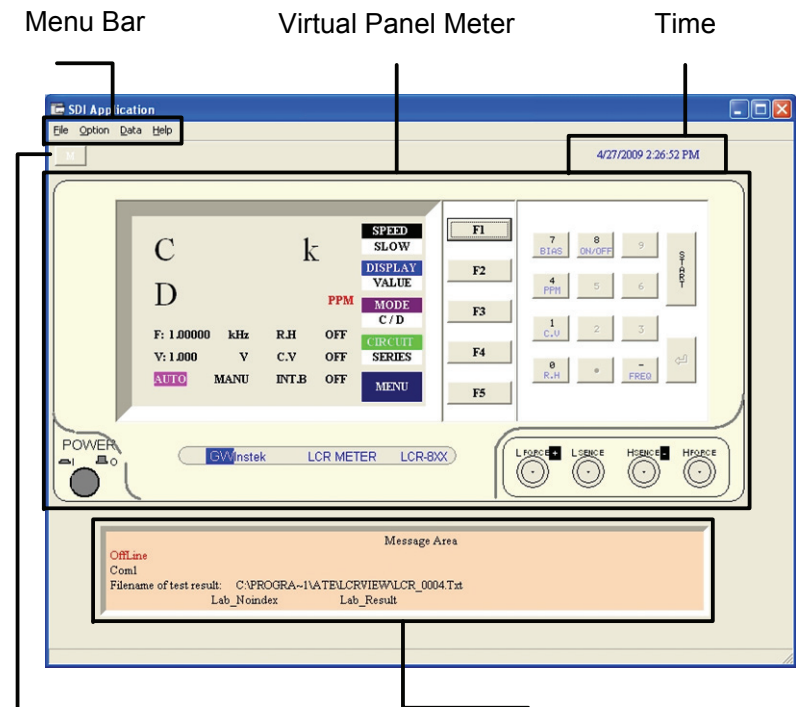 Menu Bar Virtual Panel Meter Time
SDI Application
File Option Data Help
M 4/27/2009 2:26:52 PM
C k
D PPM
F: 1.00000 kHz R.H OFF
V: 1.000 V C.V OFF
AUTO MANU INT.B OFF
SPEED
SLOW
DISPLAY
VALUE
MODE
C / D
CIRCUIT
SERIES
MENU
F1
F2
F3
F4
F5
7 BIAS 8 ON/OFF 9
4 PPM 5 6
1 C.V 2 3
0 R.H • - FREQ
START
POWER
I O
GWInstek LCR METER LCR-8XX
L FORCE + L SENCE H SENCE - H FORCE
Message Area
OffLine
Com1
Filename of test result: C:\PROGRA~1\ATE\LCRVIEW\LCR_0004.Txt
Lab_Noindex Lab_Result